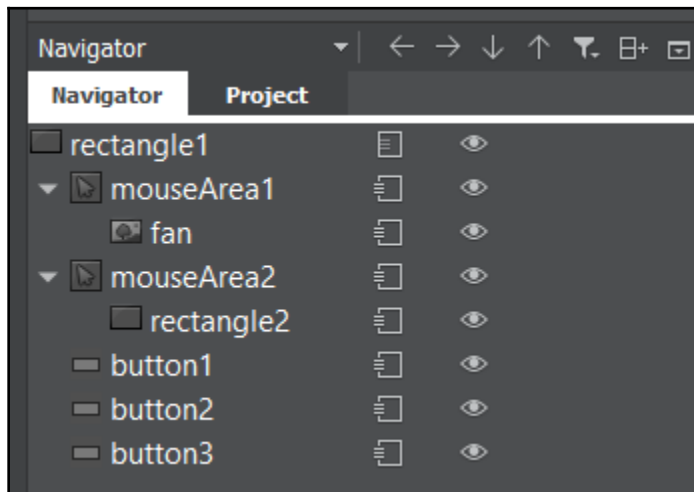 Navigator
Navigator Project
rectangle1
mouseArea1
fan
mouseArea2
rectangle2
button1
button2
button3